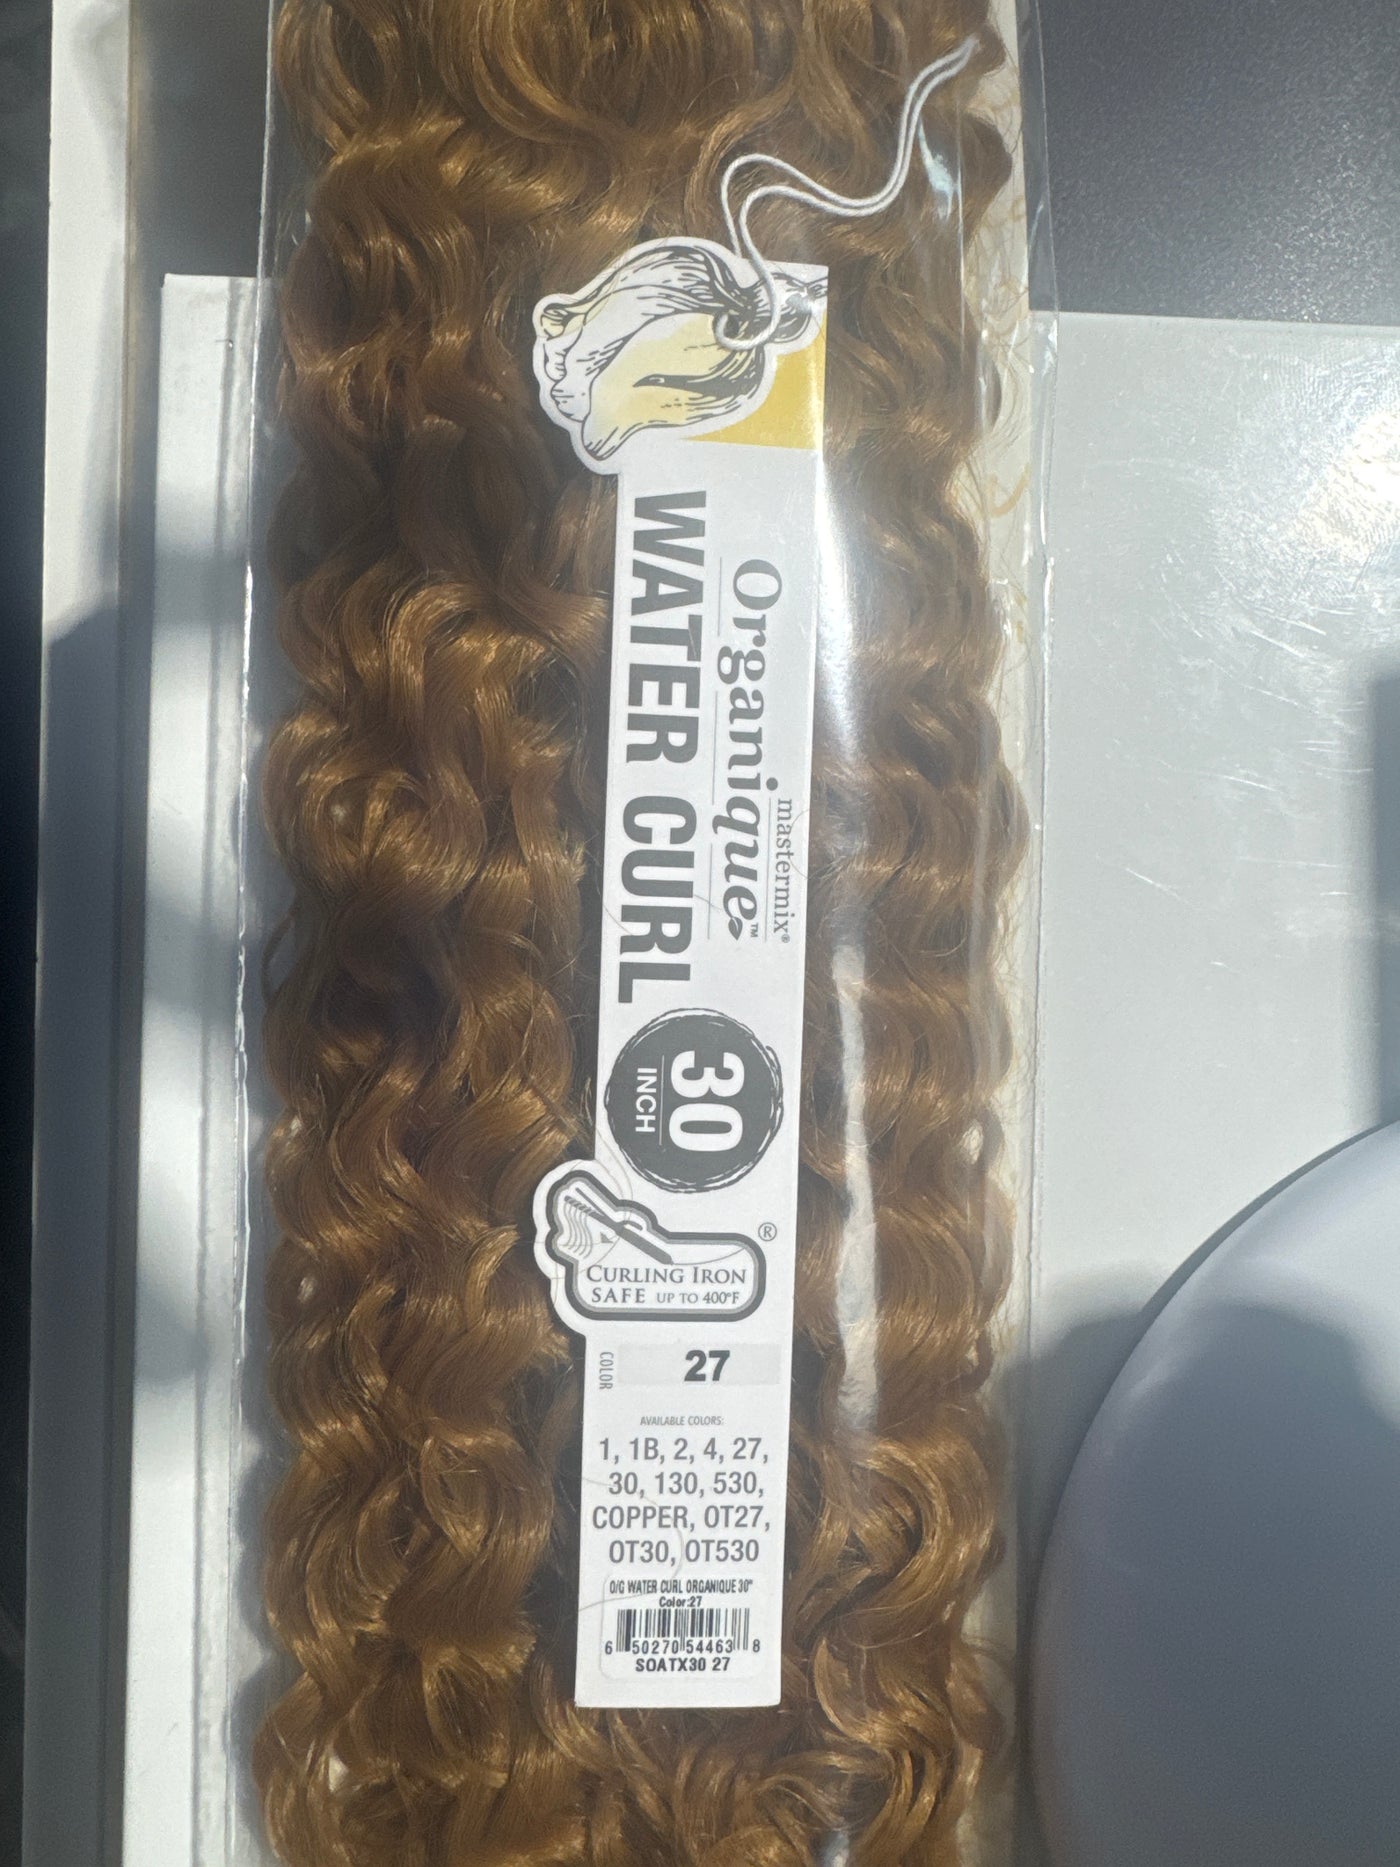 mastermix®
Organique™
WATER CURL
30
INCH
®
CURLING IRON
SAFE UP TO 400°F
COLOR
27
AVAILABLE COLORS:
1, 1B, 2, 4, 27,
30, 130, 530,
COPPER, OT27,
OT30, OT530
O/G WATER CURL ORGANIQUE 30"
Color:27
6 50270 54463 8
SOATX30 27